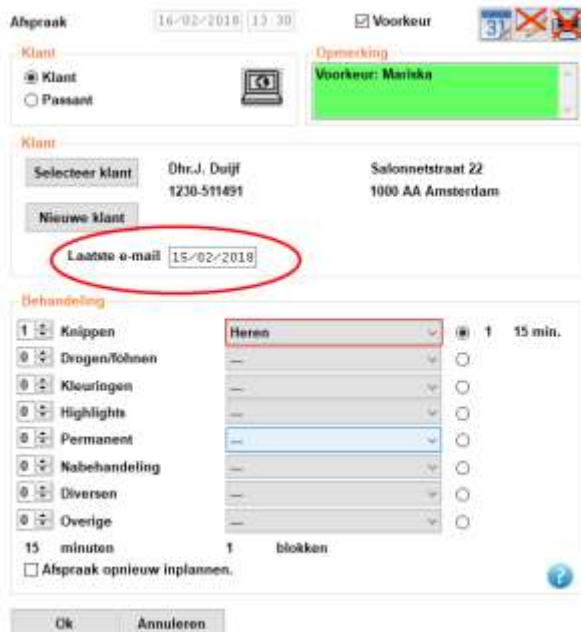 Afspraak 16/02/2018 13 30 Voorkeur 31
Klant Opmerking
Klant Voorkeur: Mariska
Passant
Klant
Selecteer klant Dhr.J. Duijf Salonnetstraat 22
1230-511491 1000 AA Amsterdam
Nieuwe klant
Laatste e-mail 15/02/2018
Behandeling
1 Knippen Heren 1 15 min.
0 Drogen/föhnen ---
0 Kleuringen ---
0 Highlights ---
0 Permanent ---
0 Nabehandeling ---
0 Diversen ---
0 Overige ---
15 minuten 1 blokken
Afspraak opnieuw inplannen. ?
Ok Annuleren